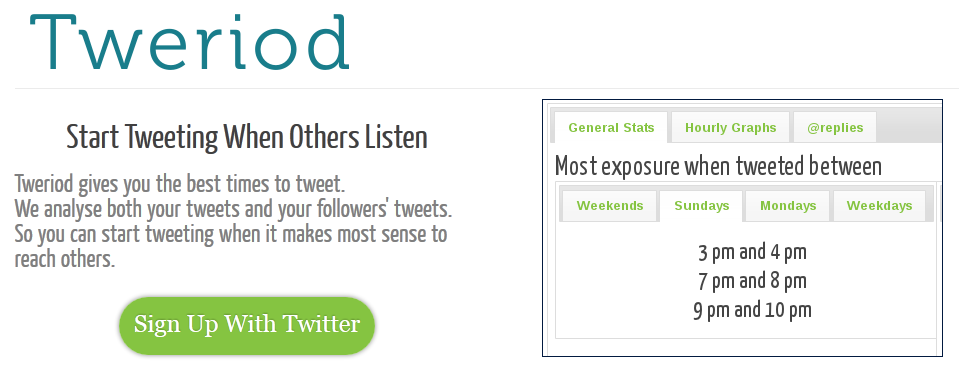 Tweriod
Start Tweeting When Others Listen
Tweriod gives you the best times to tweet.
We analyse both your tweets and your followers' tweets.
So you can start tweeting when it makes most sense to
reach others.
Sign Up With Twitter
General Stats
Hourly Graphs
@replies
Most exposure when tweeted between
Weekends
Sundays
Mondays
Weekdays
3 pm and 4 pm
7 pm and 8 pm
9 pm and 10 pm